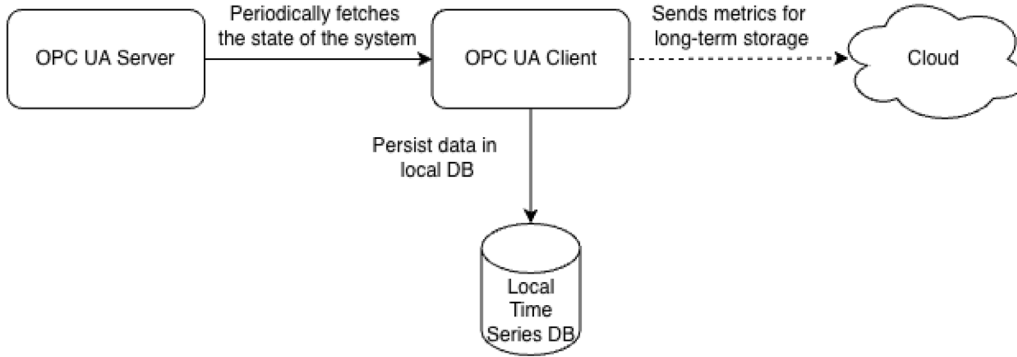 Periodically fetches
the state of the system
Sends metrics for
long-term storage
OPC UA Server
OPC UA Client
Cloud
Persist data in
local DB
Local
Time
Series DB